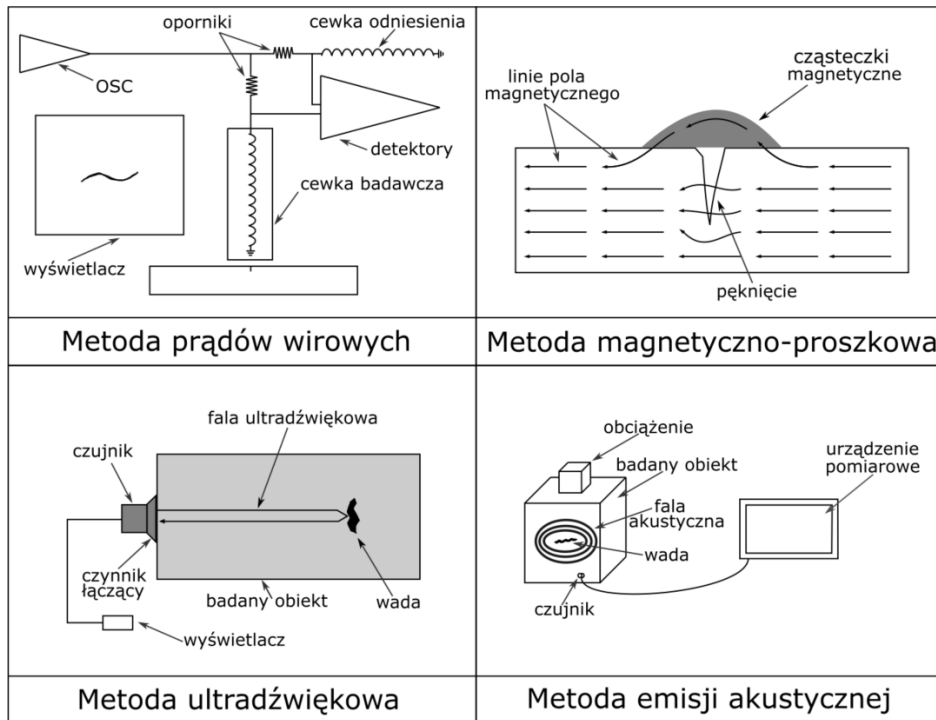 oporniki
cewka odniesienia
OSC
detektory
cewka badawcza
wyświetlacz
Metoda prądów wirowych
linie pola
magnetycznego
cząsteczki
magnetyczne
pęknięcie
Metoda magnetyczno-proszkowa
fala ultradźwiękowa
czujnik
czynnik
łączący
badany obiekt
wada
wyświetlacz
Metoda ultradźwiękowa
obciążenie
badany obiekt
urządzenie
pomiarowe
fala
akustyczna
wada
czujnik
Metoda emisji akustycznej